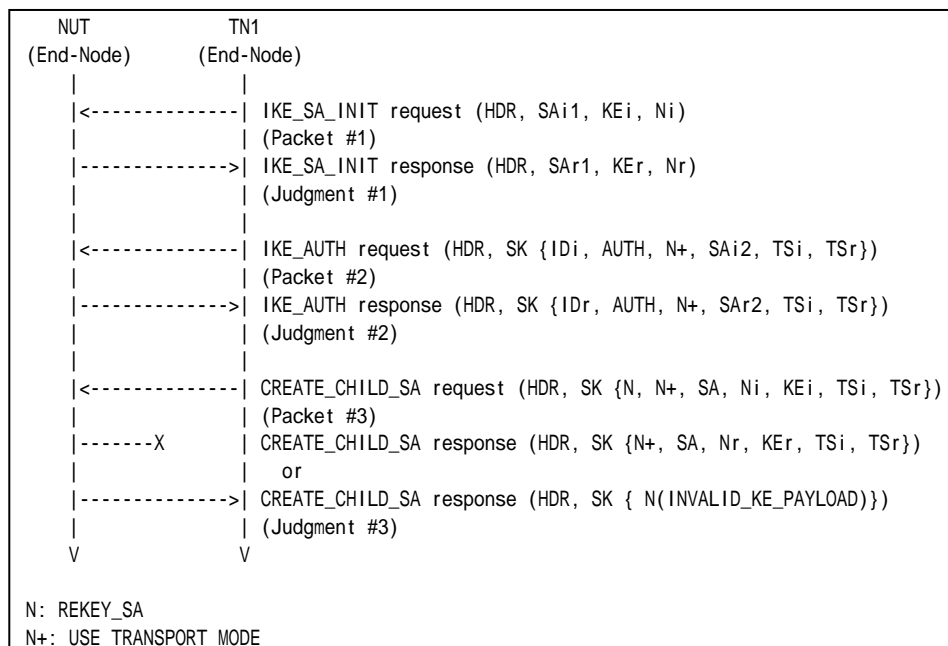 NUT TN1
(End-Node) (End-Node)
| |
|<--------------| IKE_SA_INIT request (HDR, SAi1, KEi, Ni)
| | (Packet #1)
|-------------->| IKE_SA_INIT response (HDR, SAr1, KEr, Nr)
| | (Judgment #1)
| |
|<--------------| IKE_AUTH request (HDR, SK {IDi, AUTH, N+, SAi2, TSi, TSr})
| | (Packet #2)
|-------------->| IKE_AUTH response (HDR, SK {IDr, AUTH, N+, SAr2, TSi, TSr})
| | (Judgment #2)
| |
|<--------------| CREATE_CHILD_SA request (HDR, SK {N, N+, SA, Ni, KEi, TSi, TSr})
| | (Packet #3)
|-------X | CREATE_CHILD_SA response (HDR, SK {N+, SA, Nr, KEr, TSi, TSr})
| | or
|-------------->| CREATE_CHILD_SA response (HDR, SK { N(INVALID_KE_PAYLOAD)})
| | (Judgment #3)
V V
N: REKEY_SA
N+: USE_TRANSPORT_MODE